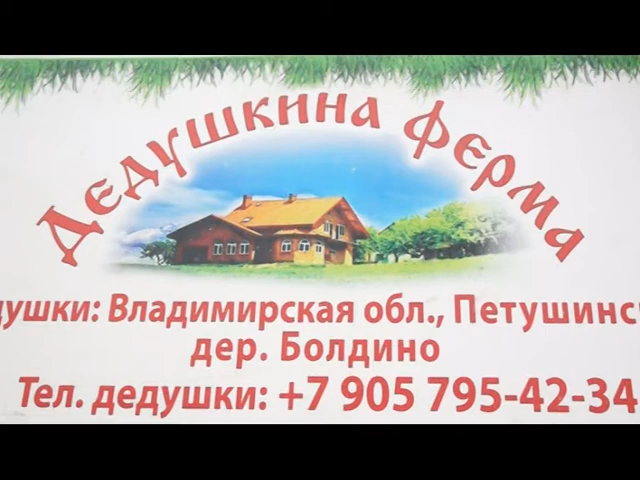 Дедушкина ферма
душки: Владимирская обл., Петушинс
дер. Болдино
Тел. дедушки: +7 905 795-42-34